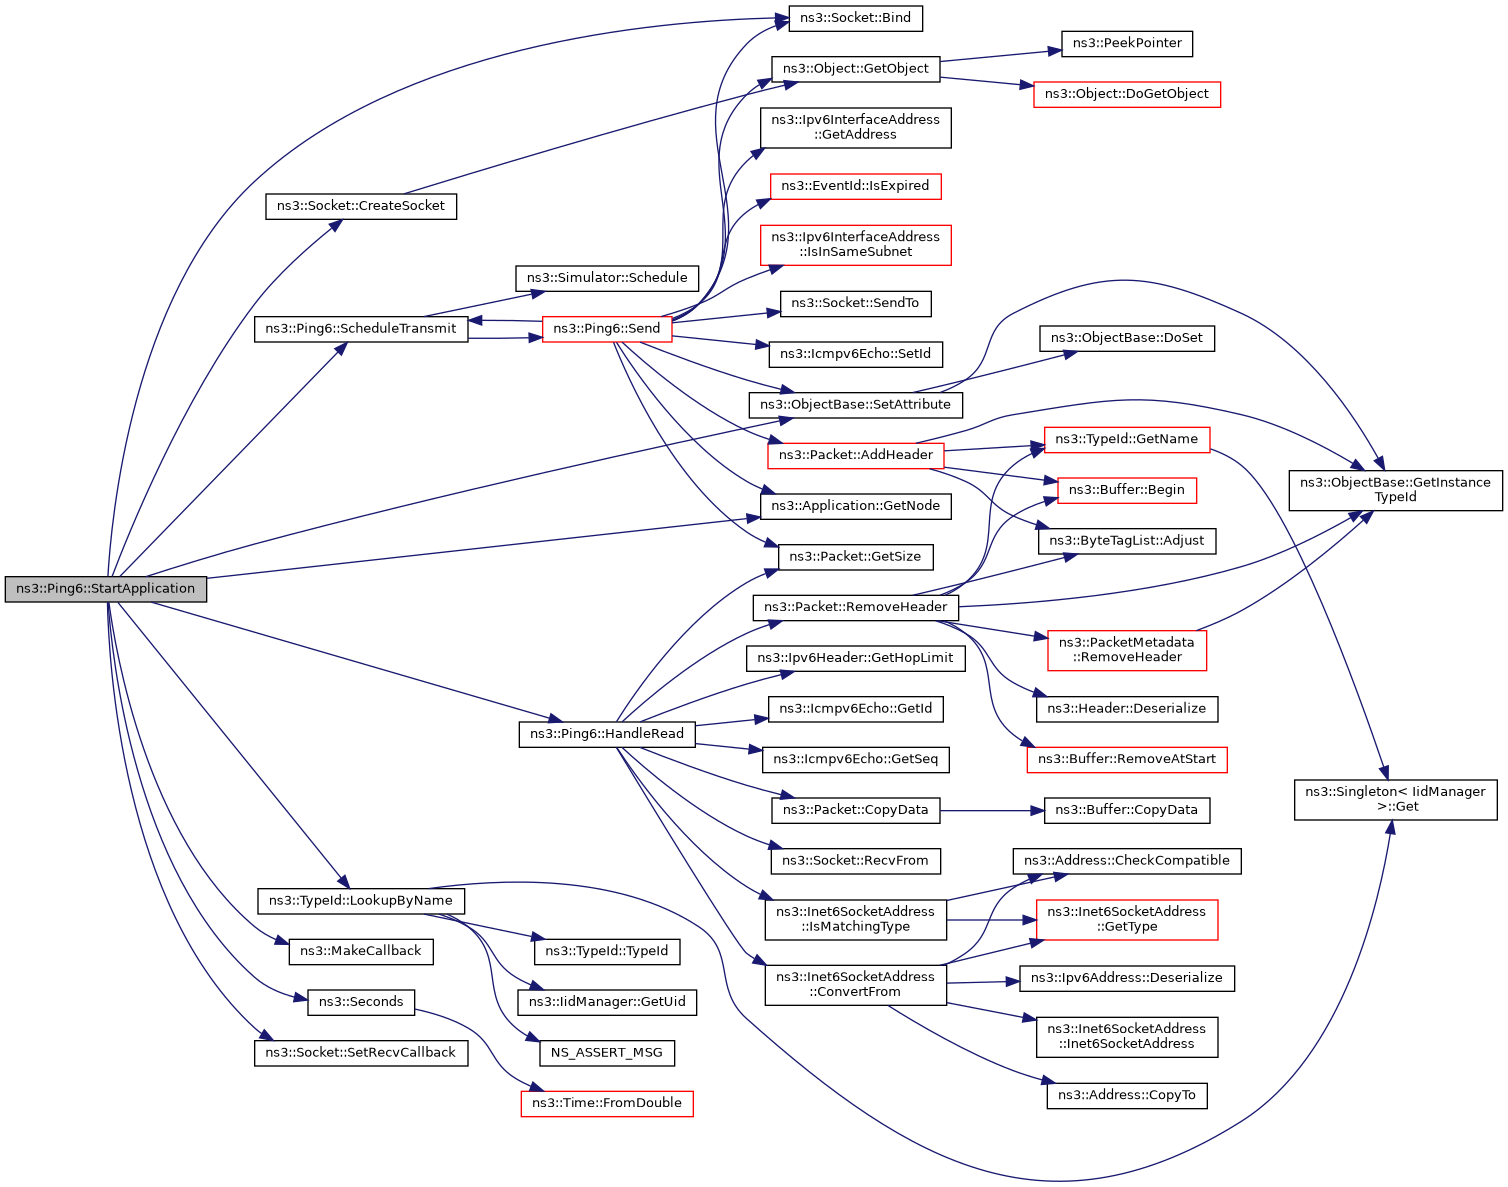 ns3::Ping6::StartApplication
ns3::Socket::Bind
ns3::Socket::CreateSocket
ns3::Object::GetObject
ns3::PeekPointer
ns3::Object::DoGetObject
ns3::Ping6::ScheduleTransmit
ns3::Simulator::Schedule
ns3::Ping6::Send
ns3::Ipv6InterfaceAddress
::GetAddress
ns3::EventId::IsExpired
ns3::Ipv6InterfaceAddress
::IsInSameSubnet
ns3::Socket::SendTo
ns3::Icmpv6Echo::SetId
ns3::ObjectBase::SetAttribute
ns3::ObjectBase::DoSet
ns3::ObjectBase::GetInstance
TypeId
ns3::Packet::AddHeader
ns3::TypeId::GetName
ns3::Buffer::Begin
ns3::ByteTagList::Adjust
ns3::Singleton< IidManager
>::Get
ns3::Application::GetNode
ns3::Packet::GetSize
ns3::Ping6::HandleRead
ns3::Packet::RemoveHeader
ns3::PacketMetadata
::RemoveHeader
ns3::Header::Deserialize
ns3::Buffer::RemoveAtStart
ns3::Ipv6Header::GetHopLimit
ns3::Icmpv6Echo::GetId
ns3::Icmpv6Echo::GetSeq
ns3::Packet::CopyData
ns3::Buffer::CopyData
ns3::Socket::RecvFrom
ns3::Inet6SocketAddress
::IsMatchingType
ns3::Address::CheckCompatible
ns3::Inet6SocketAddress
::GetType
ns3::Inet6SocketAddress
::ConvertFrom
ns3::Ipv6Address::Deserialize
ns3::Inet6SocketAddress
::Inet6SocketAddress
ns3::Address::CopyTo
ns3::TypeId::LookupByName
ns3::TypeId::TypeId
ns3::IidManager::GetUid
NS_ASSERT_MSG
ns3::MakeCallback
ns3::Seconds
ns3::Time::FromDouble
ns3::Socket::SetRecvCallback